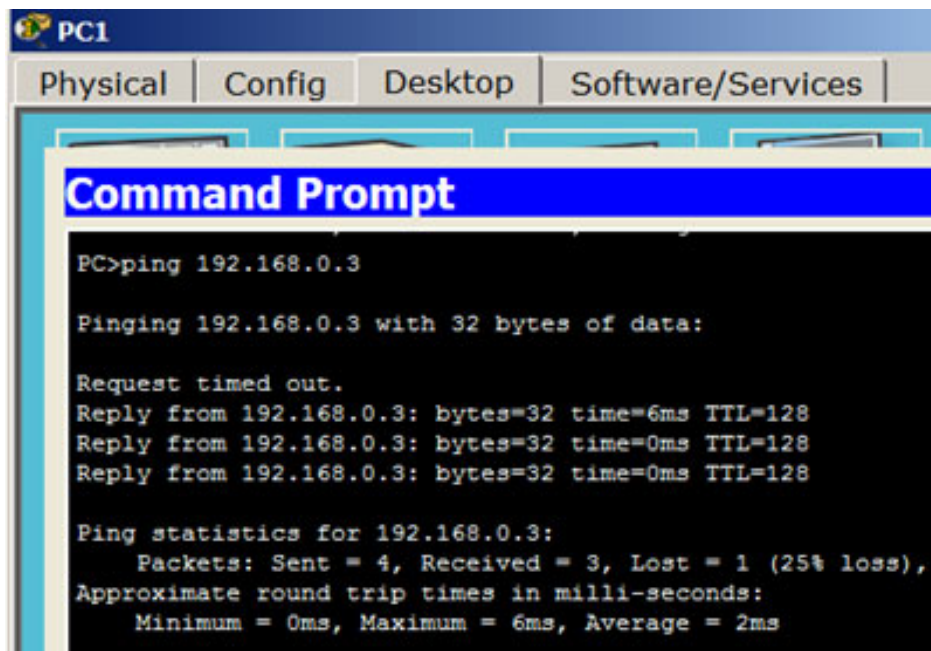 PC1
Physical Config Desktop Software/Services
Command Prompt
PC>ping 192.168.0.3
Pinging 192.168.0.3 with 32 bytes of data:
Request timed out.
Reply from 192.168.0.3: bytes=32 time=6ms TTL=128
Reply from 192.168.0.3: bytes=32 time=0ms TTL=128
Reply from 192.168.0.3: bytes=32 time=0ms TTL=128
Ping statistics for 192.168.0.3:
Packets: Sent = 4, Received = 3, Lost = 1 (25% loss),
Approximate round trip times in milli-seconds:
Minimum = 0ms, Maximum = 6ms, Average = 2ms